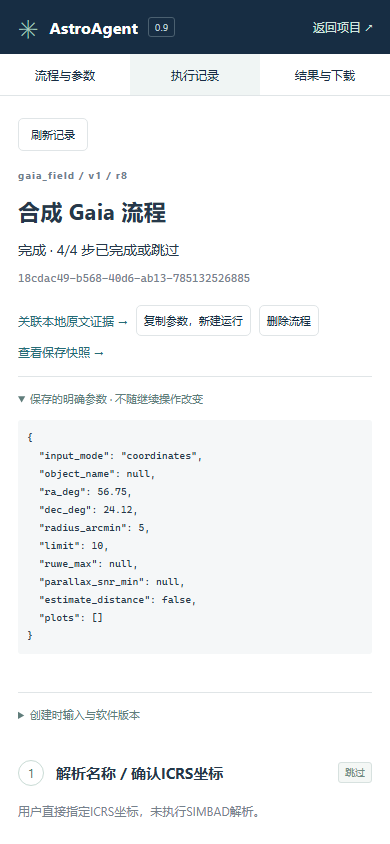 AstroAgent 0.9 返回项目 ↗
流程与参数 执行记录 结果与下载
刷新记录
gaia_field / v1 / r8
合成 Gaia 流程
完成 · 4/4 步已完成或跳过
18cdac49-b568-40d6-ab13-785132526885
关联本地原文证据 → 复制参数，新建运行 删除流程
查看保存快照 →
▼ 保存的明确参数 · 不随继续操作改变
{
"input_mode": "coordinates",
"object_name": null,
"ra_deg": 56.75,
"dec_deg": 24.12,
"radius_arcmin": 5,
"limit": 10,
"ruwe_max": null,
"parallax_snr_min": null,
"estimate_distance": false,
"plots": []
}
▶ 创建时输入与软件版本
1 解析名称 / 确认ICRS坐标 跳过
用户直接指定ICRS坐标，未执行SIMBAD解析。